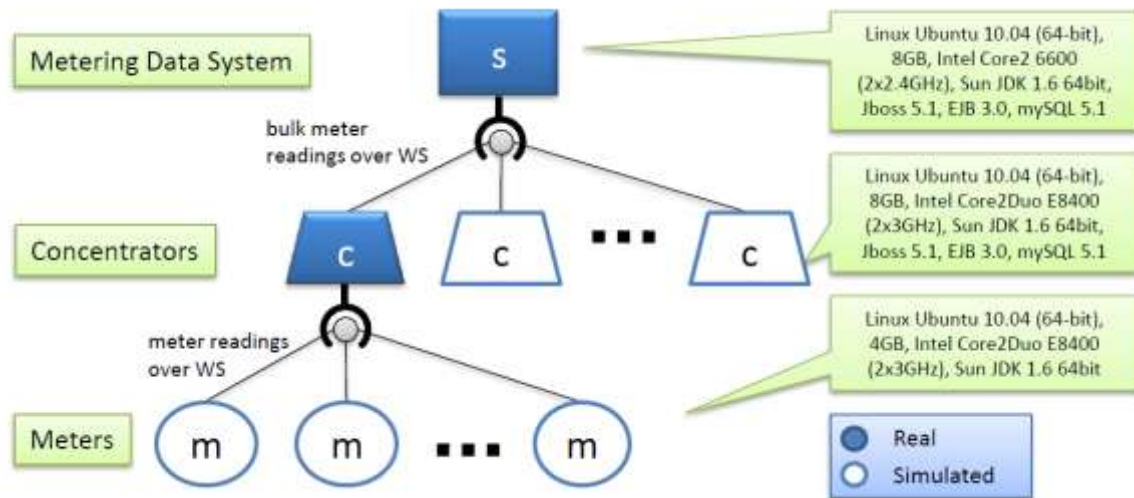 Metering Data System
S
Linux Ubuntu 10.04 (64-bit),
8GB, Intel Core2 6600
(2x2.4GHz), Sun JDK 1.6 64bit,
Jboss 5.1, EJB 3.0, mySQL 5.1
bulk meter
readings over WS
Concentrators
C
C
C
Linux Ubuntu 10.04 (64-bit),
8GB, Intel Core2Duo E8400
(2x3GHz), Sun JDK 1.6 64bit,
Jboss 5.1, EJB 3.0, mySQL 5.1
meter readings
over WS
Linux Ubuntu 10.04 (64-bit),
4GB, Intel Core2Duo E8400
(2x3GHz), Sun JDK 1.6 64bit
Meters
m
m
m
Real
Simulated